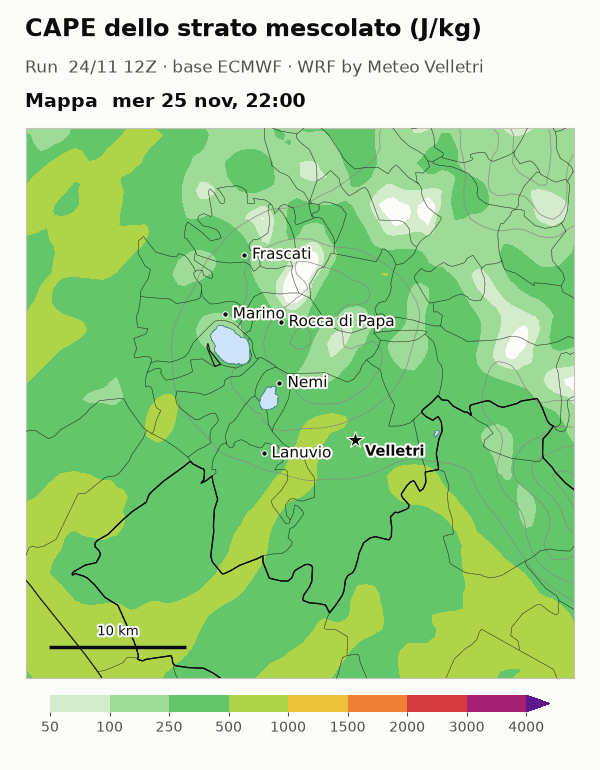 CAPE dello strato mescolato (J/kg)
Run  24/11 12Z · base ECMWF · WRF by Meteo Velletri
Mappa  mer 25 nov, 22:00
Frascati
Marino
Rocca di Papa
Nemi
Velletri
Lanuvio
10 km
50 100 250 500 1000 1500 2000 3000 4000